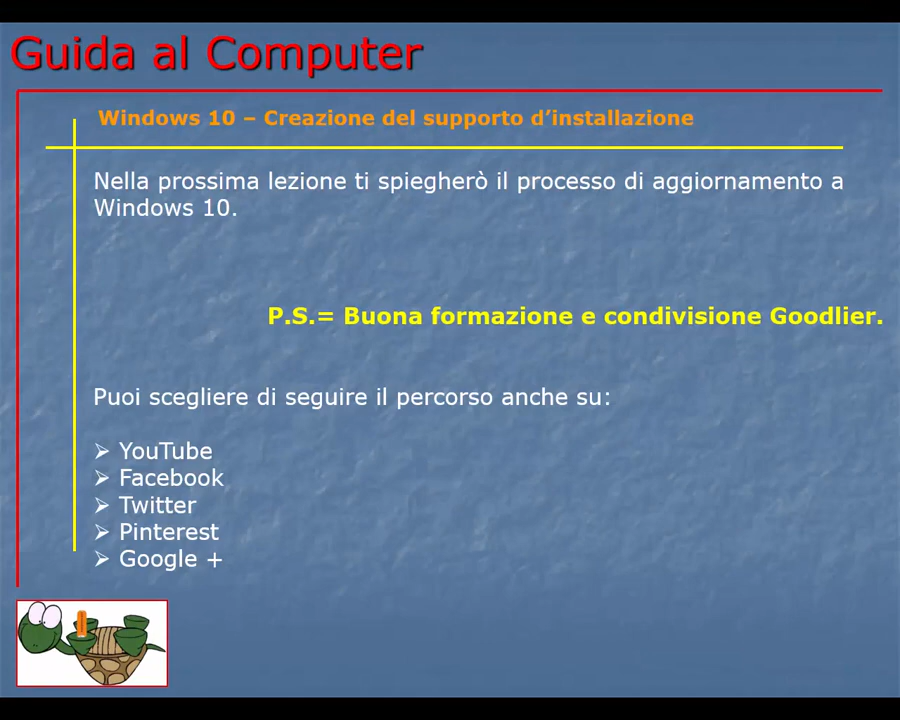 Guida al Computer
Windows 10 – Creazione del supporto d’installazione
Nella prossima lezione ti spiegherò il processo di aggiornamento a
Windows 10.
P.S.= Buona formazione e condivisione Goodlier.
Puoi scegliere di seguire il percorso anche su:
➢ YouTube
➢ Facebook
➢ Twitter
➢ Pinterest
➢ Google +